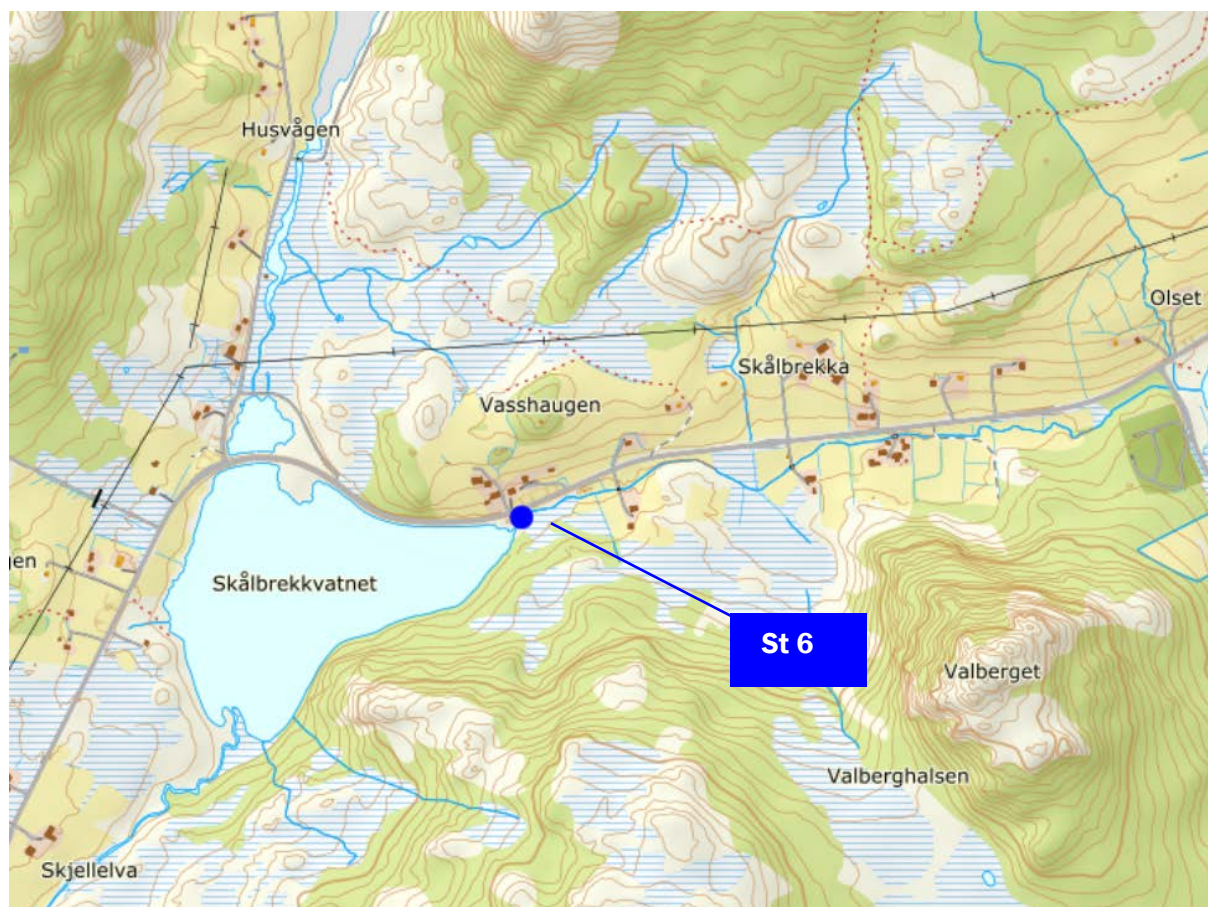 Husvågen
Olset
Skålbrekka
Vasshaugen
gen
Skålbrekkvatnet
St 6
Valberget
Valberghalsen
Skjellelva